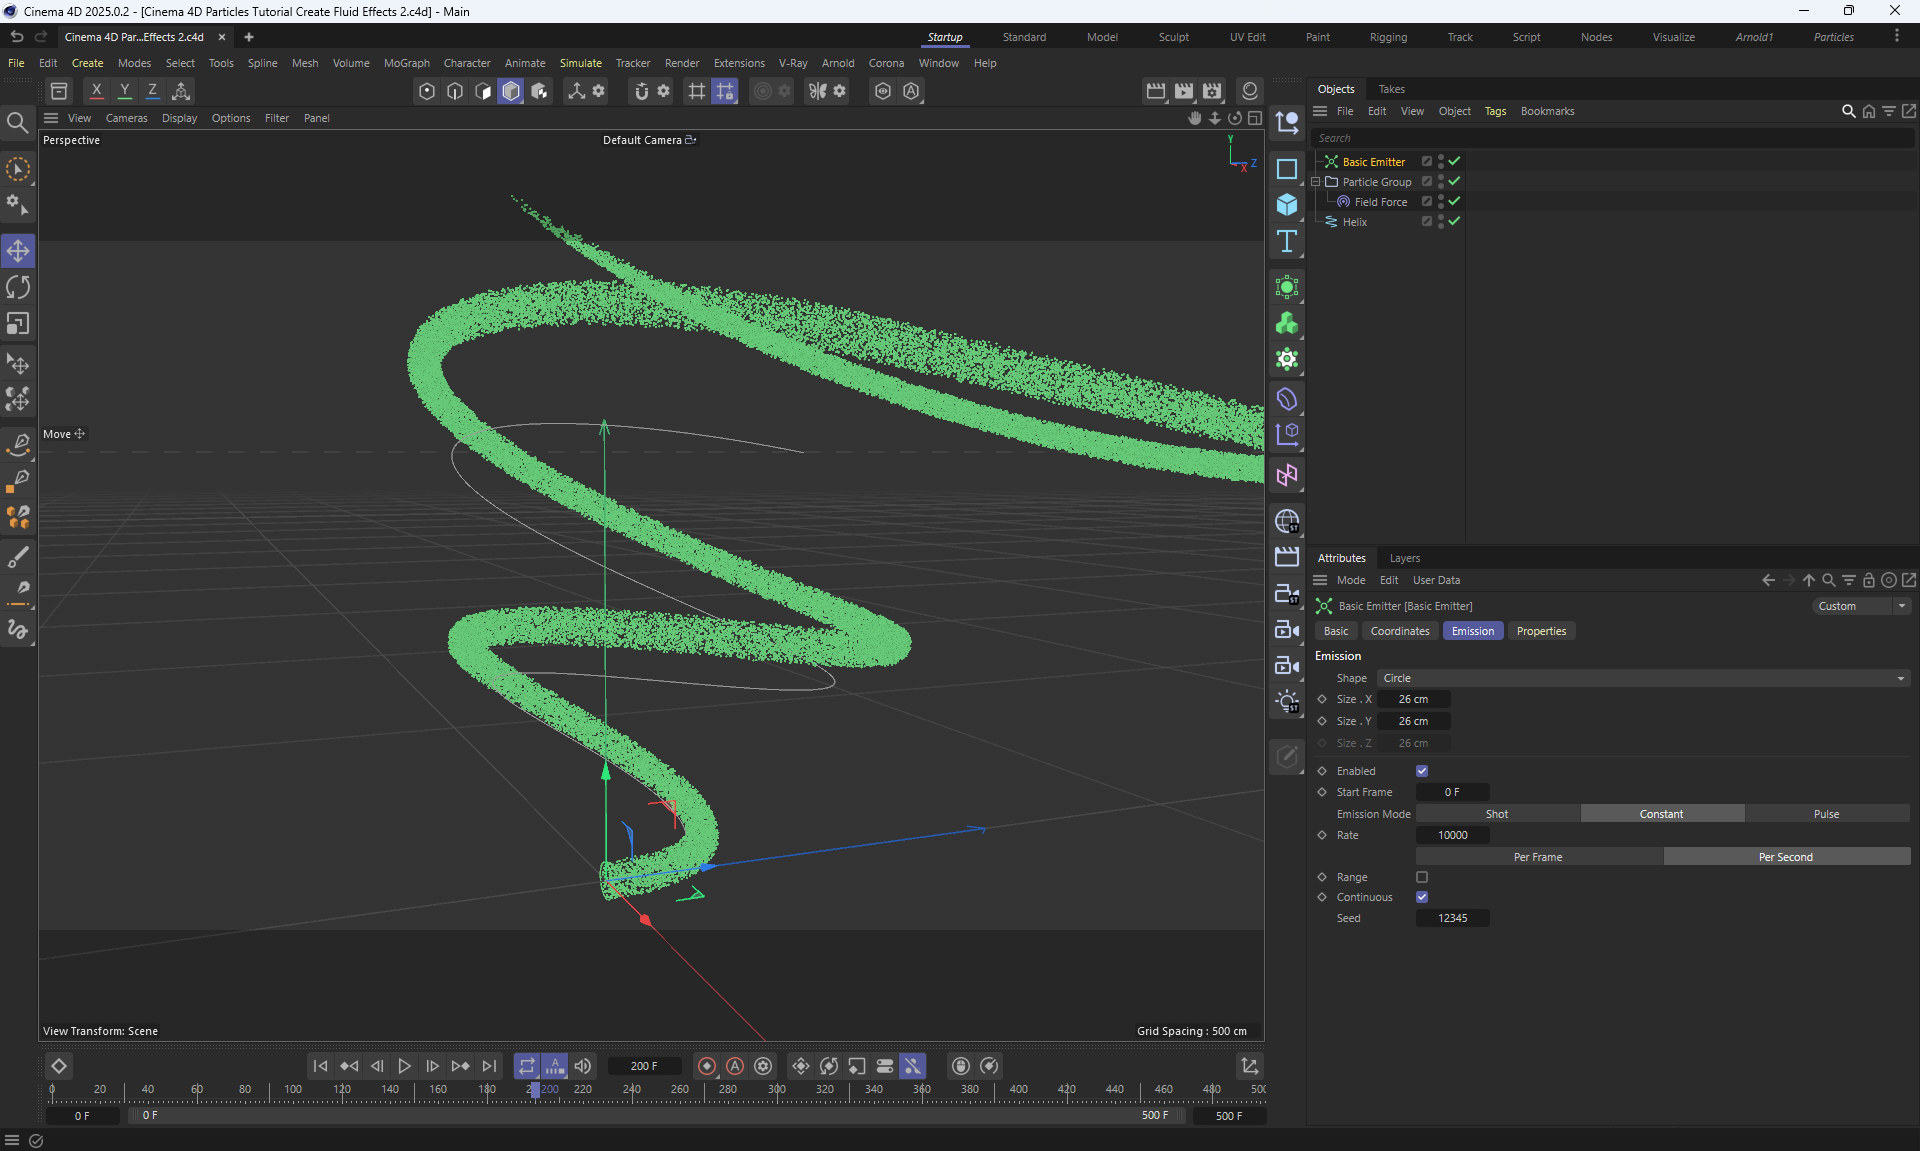 Cinema 4D 2025.0.2 - [Cinema 4D Particles Tutorial Create Fluid Effects 2.c4d] - Main
Cinema 4D Par...Effects 2.c4d
Startup Standard Model Sculpt UV Edit Paint Rigging Track Script Nodes Visualize Arnold1 Particles
File Edit Create Modes Select Tools Spline Mesh Volume MoGraph Character Animate Simulate Tracker Render Extensions V-Ray Arnold Corona Window Help
X Y Z
View Cameras Display Options Filter Panel
Perspective
Default Camera
Y
Z
X
Move
View Transform: Scene
Grid Spacing : 500 cm
Objects Takes
File Edit View Object Tags Bookmarks
Search
Basic Emitter
Particle Group
Field Force
Helix
Attributes Layers
Mode Edit User Data
Basic Emitter [Basic Emitter]
Custom
Basic Coordinates Emission Properties
Emission
Shape Circle
Size . X 26 cm
Size . Y 26 cm
Size . Z 26 cm
Enabled
Start Frame 0 F
Emission Mode Shot Constant Pulse
Rate 10000
Per Frame Per Second
Range
Continuous
Seed 12345
200 F
0 20 40 60 80 100 120 140 160 180 200 220 240 260 280 300 320 340 360 380 400 420 440 460 480 500
0 F 0 F 500 F 500 F